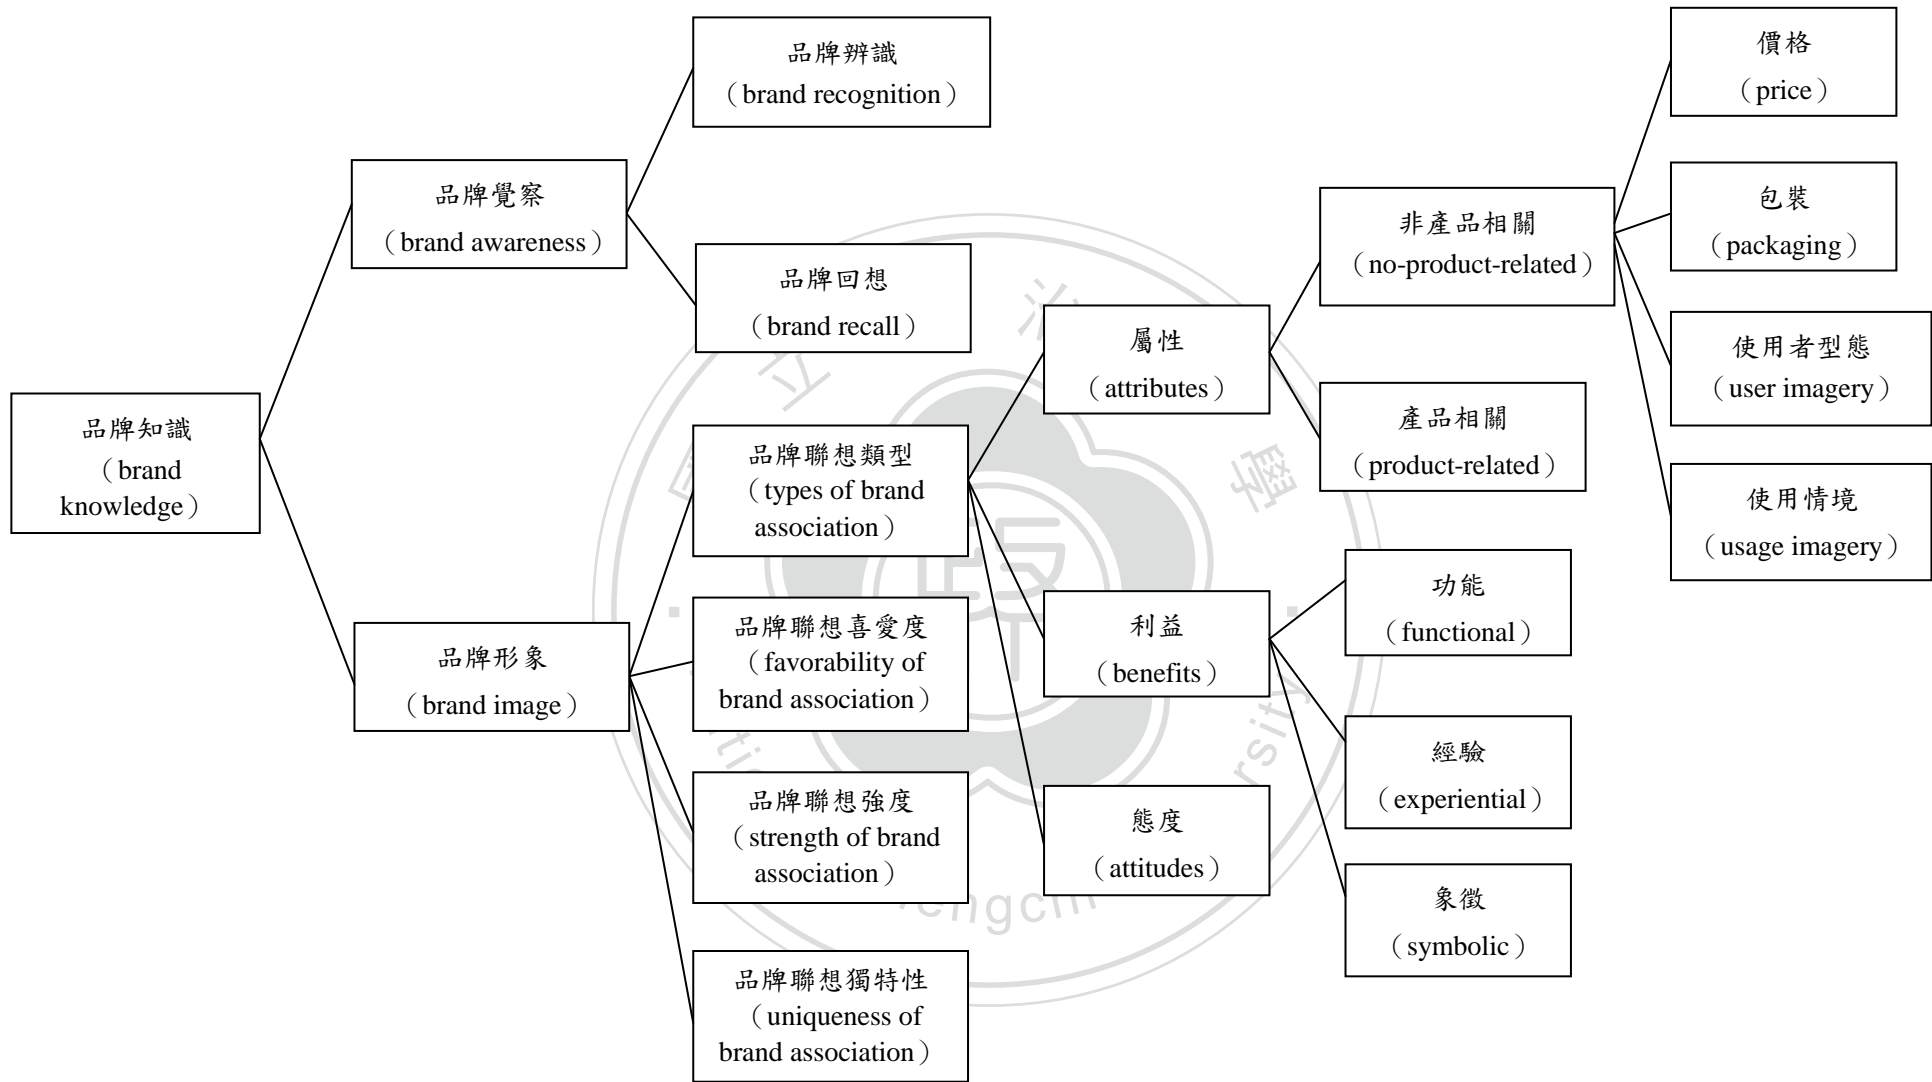 品牌知識
（brand
knowledge）
品牌覺察
（brand awareness）
品牌形象
（brand image）
品牌辨識
（brand recognition）
品牌回想
（brand recall）
品牌聯想類型
（types of brand
association）
品牌聯想喜愛度
（favorability of
brand association）
品牌聯想強度
（strength of brand
association）
品牌聯想獨特性
（uniqueness of
brand association）
屬性
（attributes）
利益
（benefits）
態度
（attitudes）
非產品相關
（no-product-related）
產品相關
（product-related）
功能
（functional）
經驗
（experiential）
象徵
（symbolic）
價格
（price）
包裝
（packaging）
使用者型態
（user imagery）
使用情境
（usage imagery）
立
學